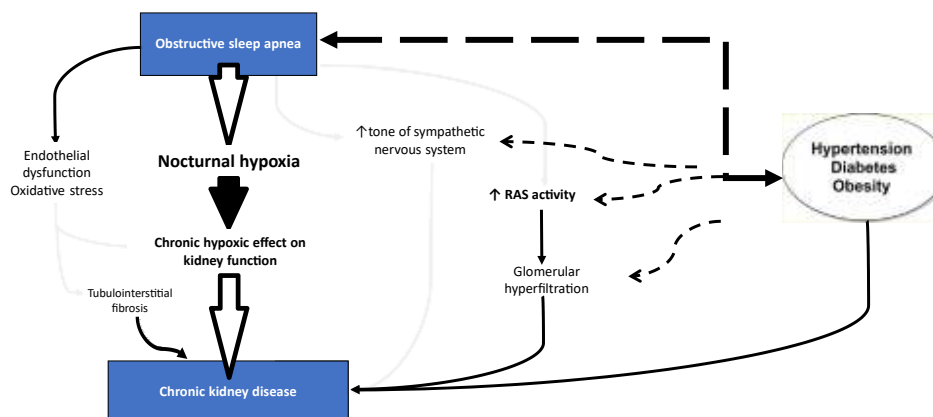 Obstructive sleep apnea
↑tone of sympathetic
nervous system
Endothelial
dysfunction
Oxidative stress
Nocturnal hypoxia
Hypertension
Diabetes
Obesity
↑ RAS activity
Chronic hypoxic effect on
kidney function
Glomerular
hyperfiltration
Tubulointerstitial
fibrosis
Chronic kidney disease